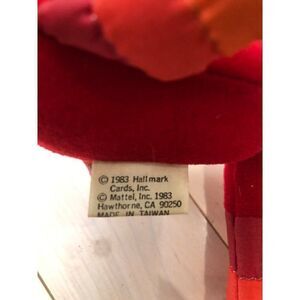 © 1983 Hallmark
Cards, Inc.
© Mattel, Inc. 1983
Hawthorne, CA 90250
MADE IN TAIWAN